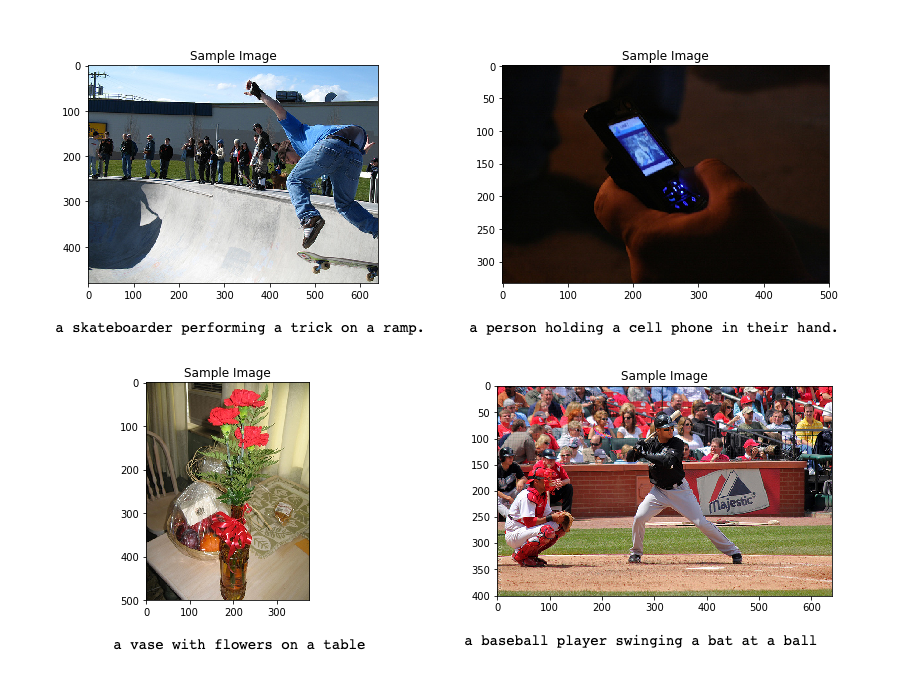 Sample Image
0
100
200
300
400
0 100 200 300 400 500 600
a skateboarder performing a trick on a ramp.
Sample Image
0
50
100
150
200
250
300
0 100 200 300 400 500
a person holding a cell phone in their hand.
Sample Image
0
100
200
300
400
500
0 100 200 300
a vase with flowers on a table
Sample Image
0
50
100
150
200
250
300
350
400
Majestic
0 100 200 300 400 500 600
a baseball player swinging a bat at a ball